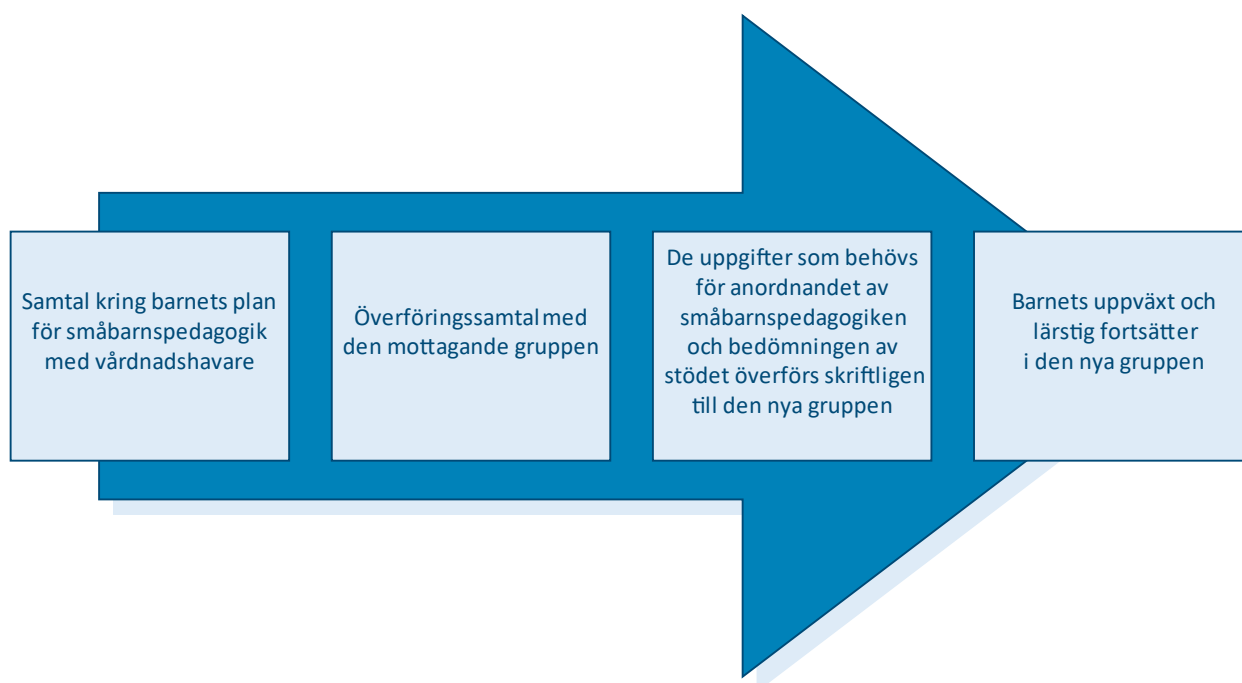 Samtal kring barnets plan
för småbarnspedagogik
med vårdnadshavare
Överföringssamtal med
den mottagande gruppen
De uppgifter som behövs
för anordnandet av
småbarnspedagogiken
och bedömningen av
stödet överförs skriftligen
till den nya gruppen
Barnets uppväxt och
lärstig fortsätter
i den nya gruppen